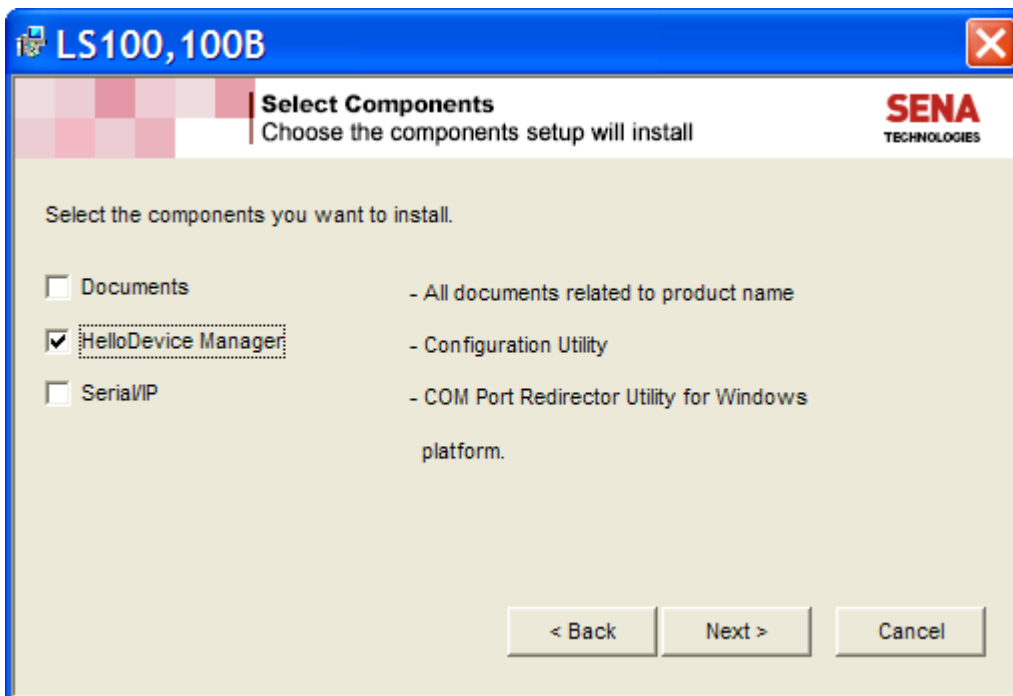 LS100,100B
Select Components
Choose the components setup will install
SENA
TECHNOLOGIES
Select the components you want to install.
Documents - All documents related to product name
HelloDevice Manager - Configuration Utility
Serial/IP - COM Port Redirector Utility for Windows
platform.
< Back Next > Cancel